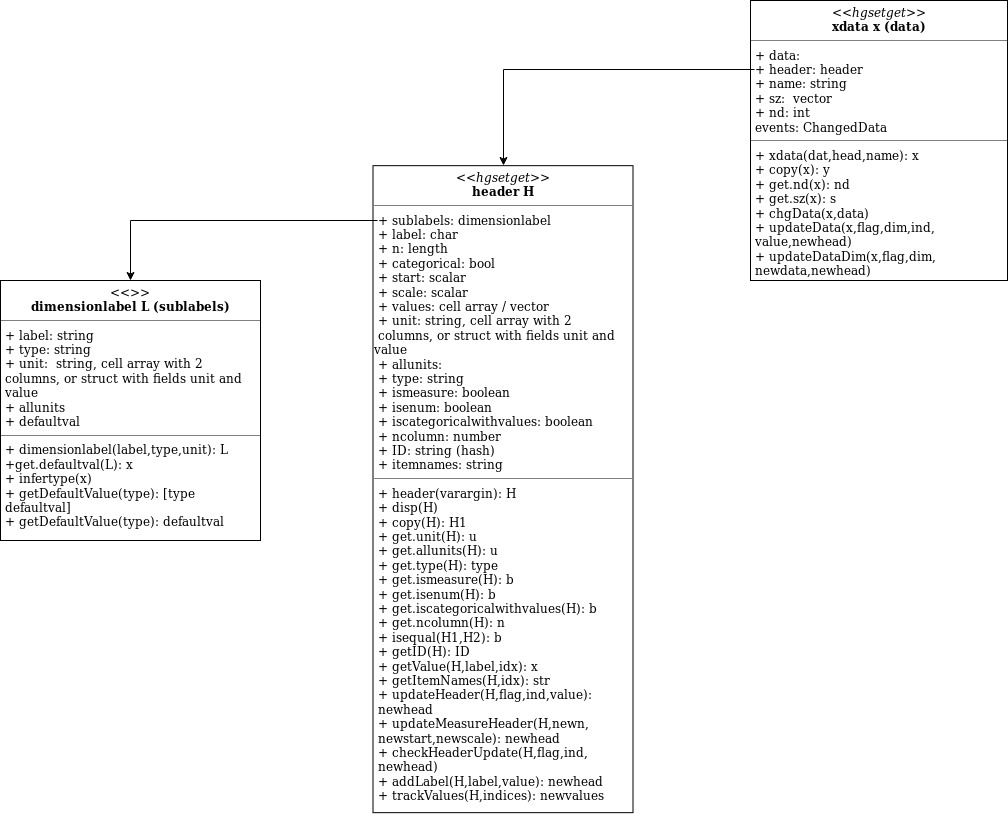 <<hgsetget>>
xdata x (data)
+ data:
+ header: header
+ name: string
+ sz:  vector
+ nd: int
events: ChangedData
+ xdata(dat,head,name): x
+ copy(x): y
+ get.nd(x): nd
+ get.sz(x): s
+ chgData(x,data)
+ updateData(x,flag,dim,ind,
value,newhead)
+ updateDataDim(x,flag,dim,
newdata,newhead)
<<hgsetget>>
header H
+ sublabels: dimensionlabel
+ label: char
+ n: length
+ categorical: bool
+ start: scalar
+ scale: scalar
+ values: cell array / vector
+ unit: string, cell array with 2
columns, or struct with fields unit and
value
+ allunits:
+ type: string
+ ismeasure: boolean
+ isenum: boolean
+ iscategoricalwithvalues: boolean
+ ncolumn: number
+ ID: string (hash)
+ itemnames: string
+ header(varargin): H
+ disp(H)
+ copy(H): H1
+ get.unit(H): u
+ get.allunits(H): u
+ get.type(H): type
+ get.ismeasure(H): b
+ get.isenum(H): b
+ get.iscategoricalwithvalues(H): b
+ get.ncolumn(H): n
+ isequal(H1,H2): b
+ getID(H): ID
+ getValue(H,label,idx): x
+ getItemNames(H,idx): str
+ updateHeader(H,flag,ind,value):
newhead
+ updateMeasureHeader(H,newn,
newstart,newscale): newhead
+ checkHeaderUpdate(H,flag,ind,
newhead)
+ addLabel(H,label,value): newhead
+ trackValues(H,indices): newvalues
<<>>
dimensionlabel L (sublabels)
+ label: string
+ type: string
+ unit:  string, cell array with 2
columns, or struct with fields unit and
value
+ allunits
+ defaultval
+ dimensionlabel(label,type,unit): L
+get.defaultval(L): x
+ infertype(x)
+ getDefaultValue(type): [type
defaultval]
+ getDefaultValue(type): defaultval